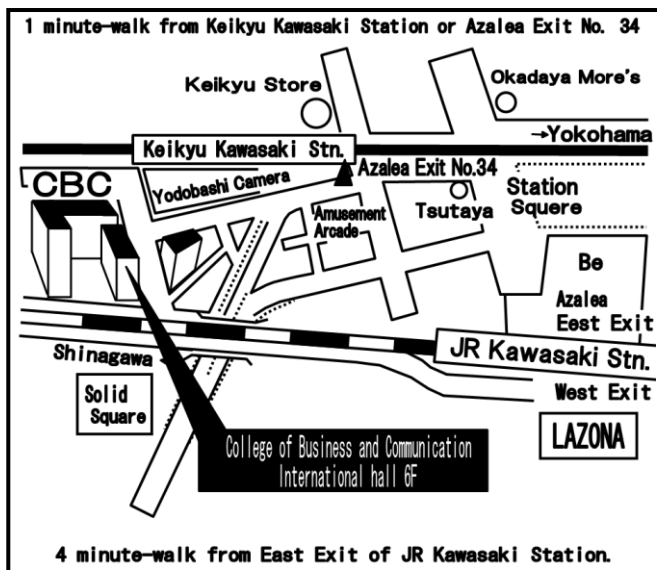 1 minute-walk from Keikyu Kawasaki Station or Azalea Exit No. 34
Okadaya More's
Keikyu Store
→Yokohama
Keikyu Kawasaki Stn.
Azalea Exit No.34
CBC
Yodobashi Camera
Station
Squere
Tsutaya
Amusement
Arcade
Be
Azalea
Eest Exit
JR Kawasaki Stn.
Shinagawa
West Exit
Solid
Square
LAZONA
College of Business and Communication
International hall 6F
4 minute-walk from East Exit of JR Kawasaki Station.